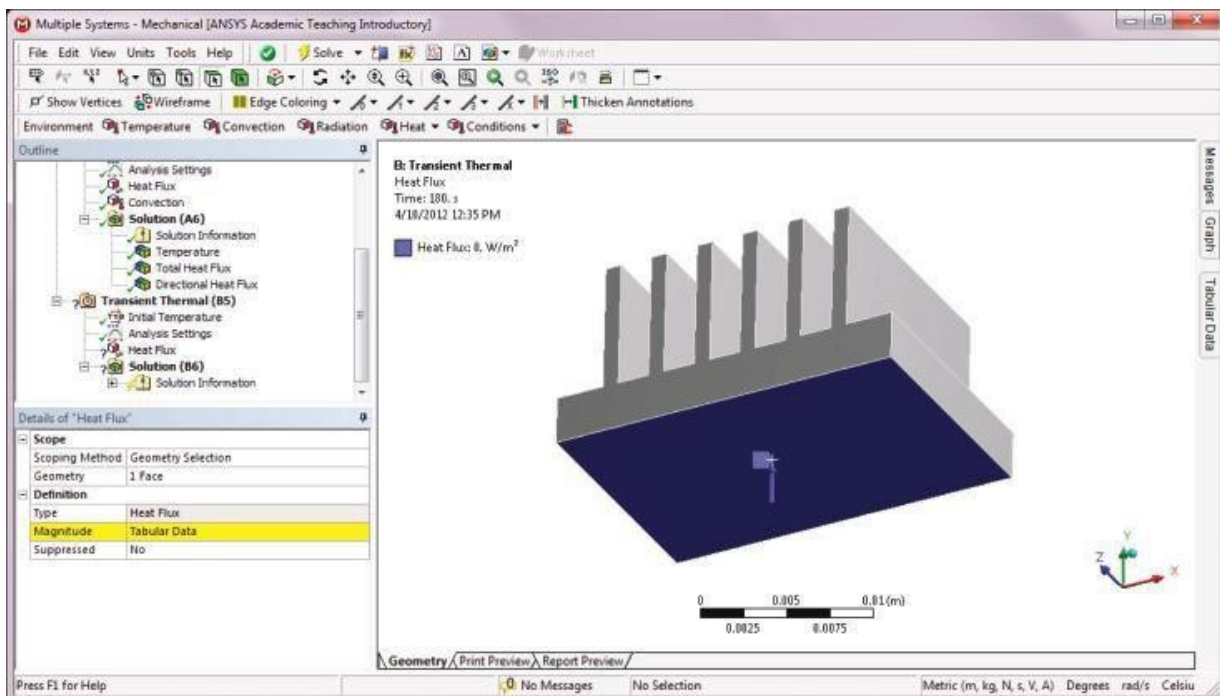 Multiple Systems - Mechanical [ANSYS Academic Teaching Introductory]
File Edit View Units Tools Help Solve Worksheet
Show Vertices Wireframe Edge Coloring Thicken Annotations
Environment Temperature Convection Radiation Heat Conditions
Outline
Analysis Settings
Heat Flux
Convection
Solution (A6)
Solution Information
Temperature
Total Heat Flux
Directional Heat Flux
Transient Thermal (B5)
Initial Temperature
Analysis Settings
Heat Flux
Solution (B6)
Solution Information
Details of "Heat Flux"
Scope
Scoping Method Geometry Selection
Geometry 1 Face
Definition
Type Heat Flux
Magnitude Tabular Data
Suppressed No
B: Transient Thermal
Heat Flux
Time: 180. s
4/10/2012 12:35 PM
Heat Flux: 0. W/m²
Y
Z
X
0 0.005 0.01 (m)
0.0025 0.0075
Geometry Print Preview Report Preview
Messages
Graph
Tabular Data
Press F1 for Help No Messages No Selection Metric (m, kg, N, s, V, A) Degrees rad/s Celsiu